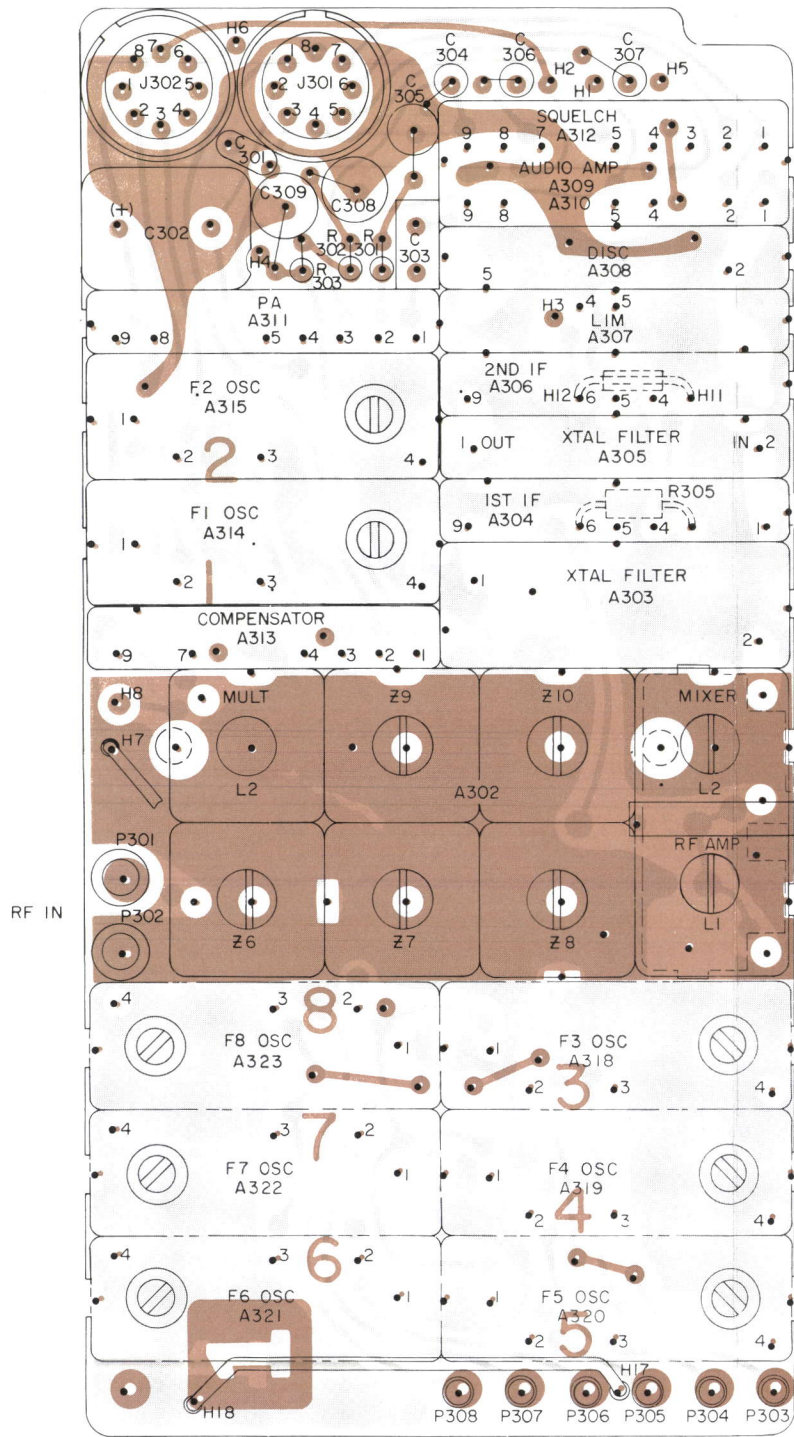 H6
8 7 6
1 J302 5
2 3 4
1 8 7
2 J301 6
3 4 5
C 304
C 306
C 307
H2
H1
H5
C 305
SQUELCH
A312
9 8 7 5 4 3 2 1
AUDIO AMP
A309
A310
9 8 5 4 2 1
C 301
C309
C308
(+)
C302
R 302
R 301
C 303
H4
R 303
DISC
A308
5 2
PA
A311
9 8 5 4 3 2 1
H3
4 5
LIM
A307
F2 OSC
A315
1 2 3 4
2
2ND IF
A306
9 H12 6 5 4 H11
1 OUT
XTAL FILTER
A305
IN 2
F1 OSC
A314
1 2 3 4
1
1ST IF
A304
R305
9 6 5 4 1
XTAL FILTER
A303
1
2
COMPENSATOR
A313
9 7 4 3 2 1
H8
MULT
Z9
Z10
MIXER
H7
L2
A302
L2
P301
RF AMP
RF IN
P302
Z6
Z7
Z8
L1
4 3 8 2
F8 OSC
A323
1
F3 OSC
A318
1 2 3 3 4
4 3 7 2
F7 OSC
A322
1
F4 OSC
A319
1 2 4 3 4
4 3 6 2
F6 OSC
A321
1
F5 OSC
A320
1 2 5 3 4
1
H17
H18
P308 P307 P306 P305 P304 P303